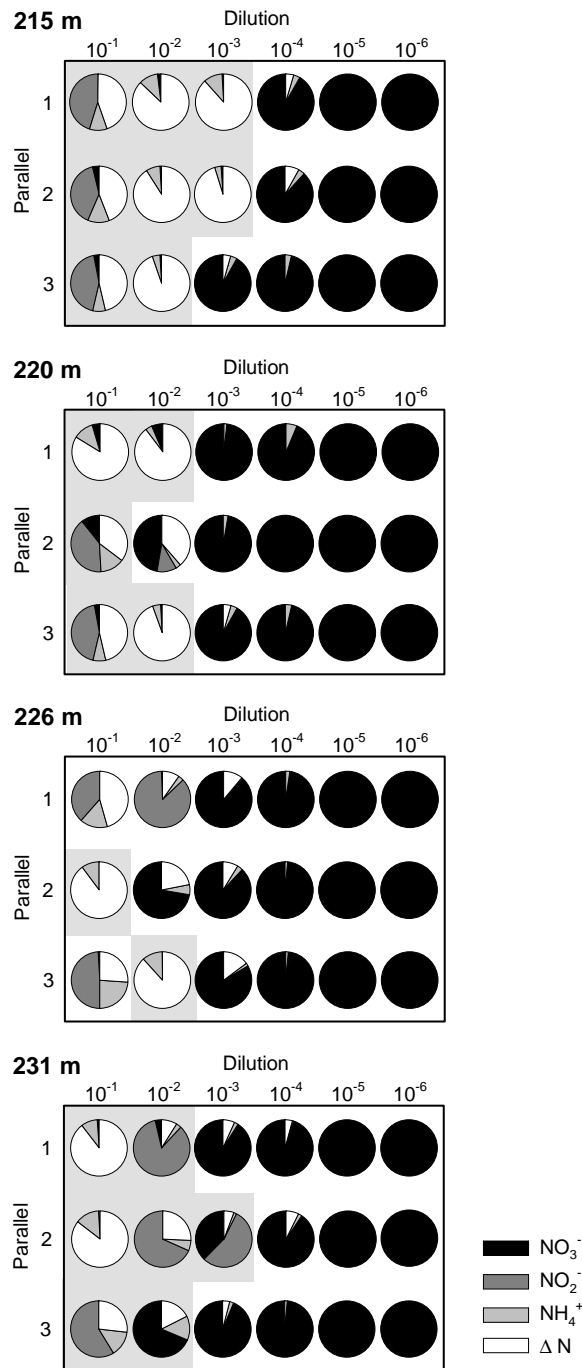 215 m
Dilution
10⁻¹ 10⁻² 10⁻³ 10⁻⁴ 10⁻⁵ 10⁻⁶
Parallel
1
2
3
220 m
Dilution
10⁻¹ 10⁻² 10⁻³ 10⁻⁴ 10⁻⁵ 10⁻⁶
Parallel
1
2
3
226 m
Dilution
10⁻¹ 10⁻² 10⁻³ 10⁻⁴ 10⁻⁵ 10⁻⁶
Parallel
1
2
3
231 m
Dilution
10⁻¹ 10⁻² 10⁻³ 10⁻⁴ 10⁻⁵ 10⁻⁶
Parallel
1
2
3
NO₃⁻
NO₂⁻
NH₄⁺
Δ N